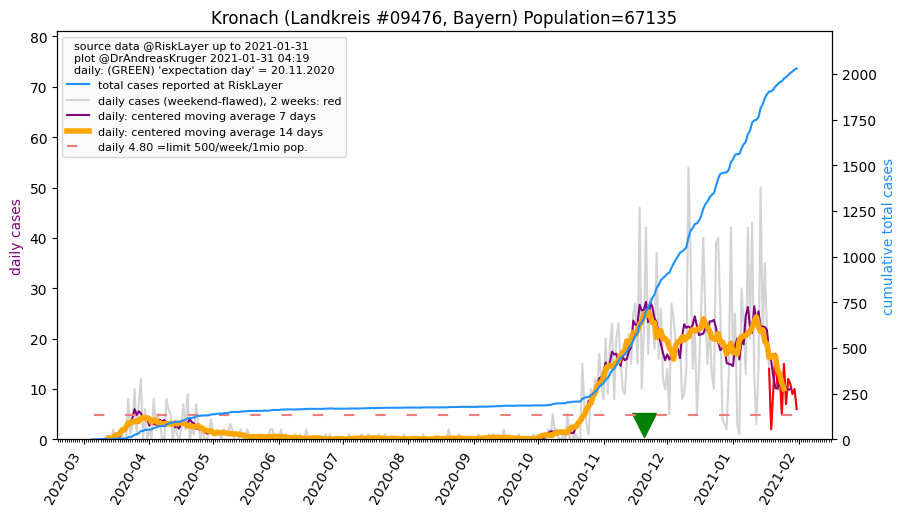 Kronach (Landkreis #09476, Bayern) Population=67135
source data @RiskLayer up to 2021-01-31
plot @DrAndreasKruger 2021-01-31 04:19
daily: (GREEN) 'expectation day' = 20.11.2020
total cases reported at RiskLayer
daily cases (weekend-flawed), 2 weeks: red
daily: centered moving average 7 days
daily: centered moving average 14 days
daily 4.80 =limit 500/week/1mio pop.
daily cases
80
70
60
50
40
30
20
10
0
cumulative total cases
2000
1750
1500
1250
1000
750
500
250
0
2020-03
2020-04
2020-05
2020-06
2020-07
2020-08
2020-09
2020-10
2020-11
2020-12
2021-01
2021-02